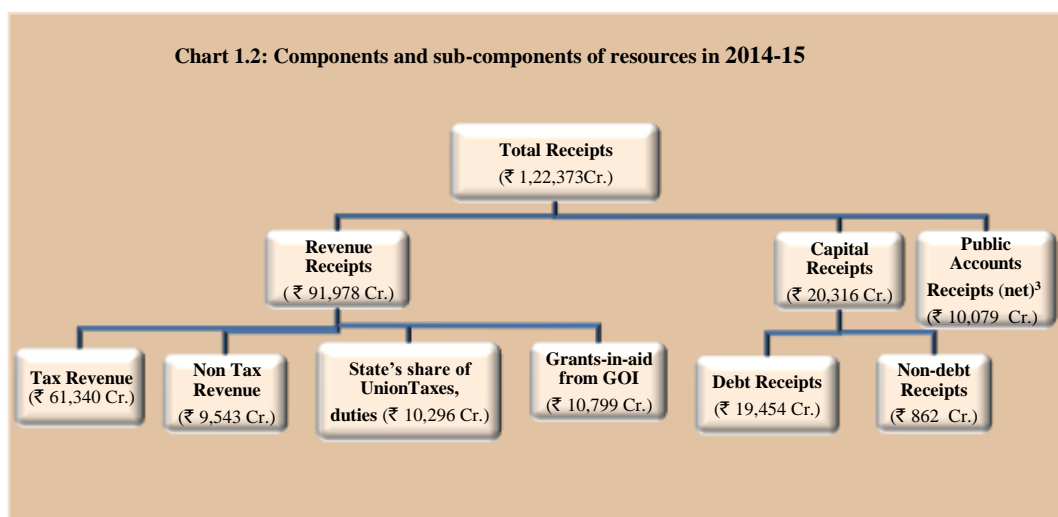 Chart 1.2: Components and sub-components of resources in 2014-15
Total Receipts
(₹ 1,22,373Cr.)
Revenue
Receipts
(₹ 91,978 Cr.)
Capital
Receipts
(₹ 20,316 Cr.)
Public
Accounts
Receipts (net)³
(₹ 10,079 Cr.)
Tax Revenue
(₹ 61,340 Cr.)
Non Tax
Revenue
(₹ 9,543 Cr.)
State's share of
UnionTaxes,
duties (₹ 10,296 Cr.)
Grants-in-aid
from GOI
(₹ 10,799 Cr.)
Debt Receipts
(₹ 19,454 Cr.)
Non-debt
Receipts
(₹ 862 Cr.)